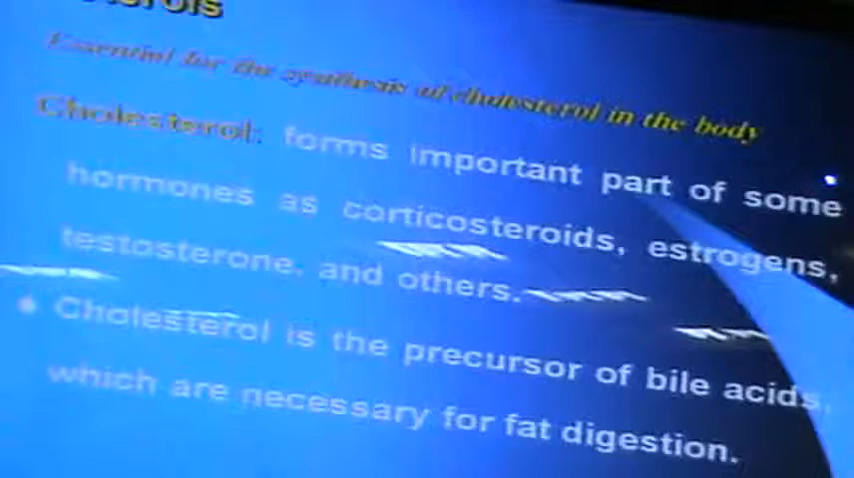 Essential for the synthesis of cholesterol in the body
Cholesterol: forms important part of some
hormones as corticosteroids, estrogens,
testosterone. and others.
Cholesterol is the precursor of bile acids,
which are necessary for fat digestion.